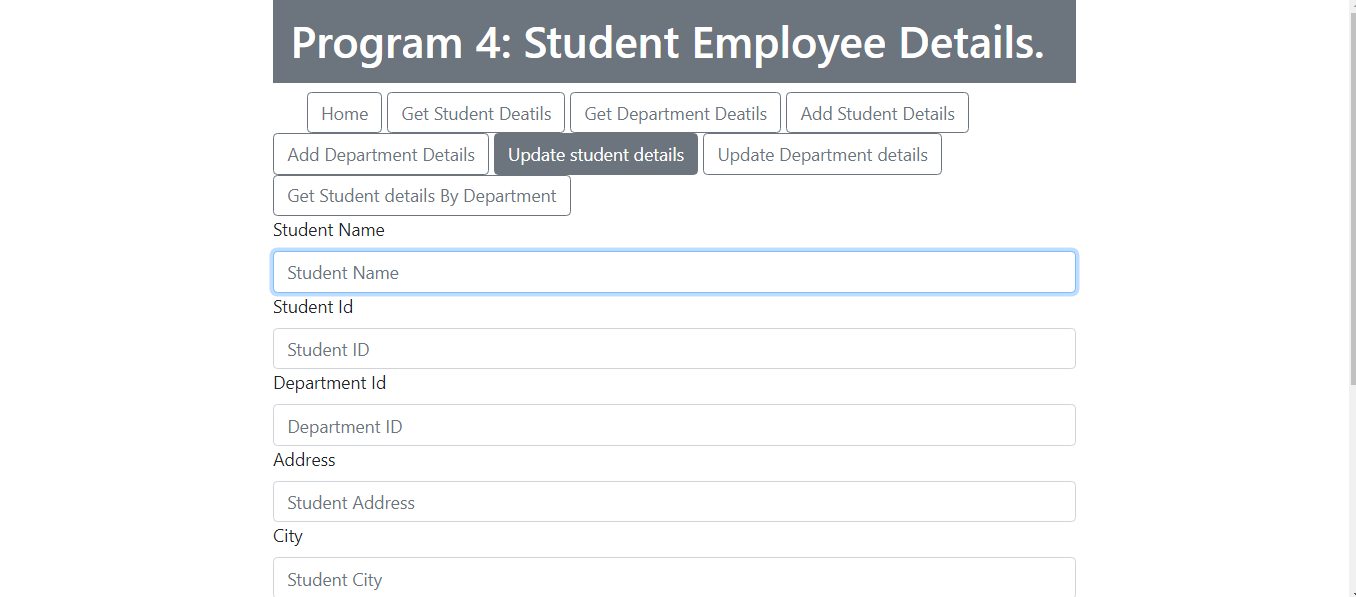 Program 4: Student Employee Details.
Home Get Student Deatils Get Department Deatils Add Student Details
Add Department Details Update student details Update Department details
Get Student details By Department
Student Name
Student Name
Student Id
Student ID
Department Id
Department ID
Address
Student Address
City
Student City